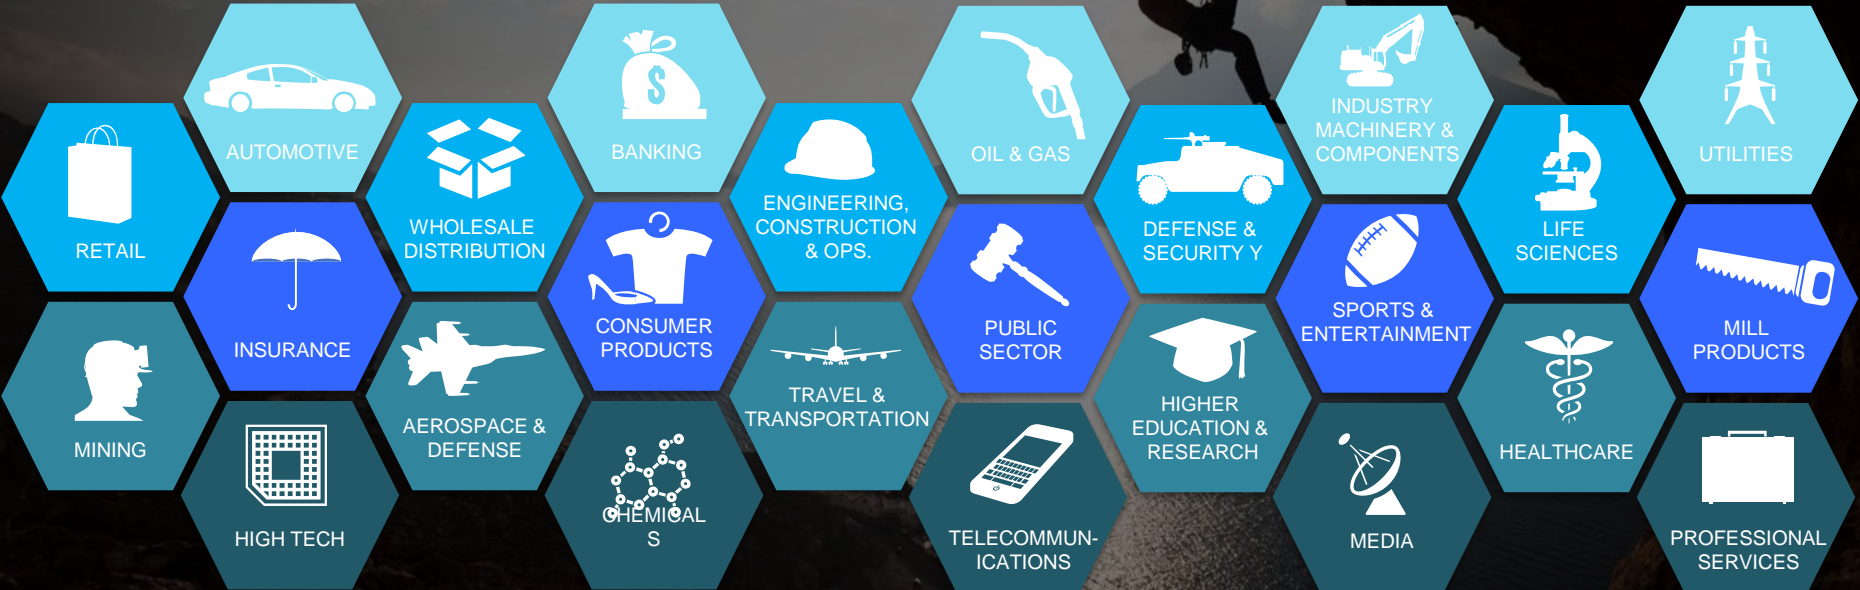 AUTOMOTIVE
BANKING
OIL & GAS
INDUSTRY
MACHINERY &
COMPONENTS
UTILITIES
RETAIL
WHOLESALE
DISTRIBUTION
ENGINEERING,
CONSTRUCTION
& OPS.
DEFENSE &
SECURITY Y
LIFE
SCIENCES
INSURANCE
CONSUMER
PRODUCTS
PUBLIC
SECTOR
SPORTS &
ENTERTAINMENT
MILL
PRODUCTS
MINING
AEROSPACE &
DEFENSE
TRAVEL &
TRANSPORTATION
HIGHER
EDUCATION &
RESEARCH
HEALTHCARE
HIGH TECH
CHEMICAL
S
TELECOMMUN-
ICATIONS
MEDIA
PROFESSIONAL
SERVICES
$